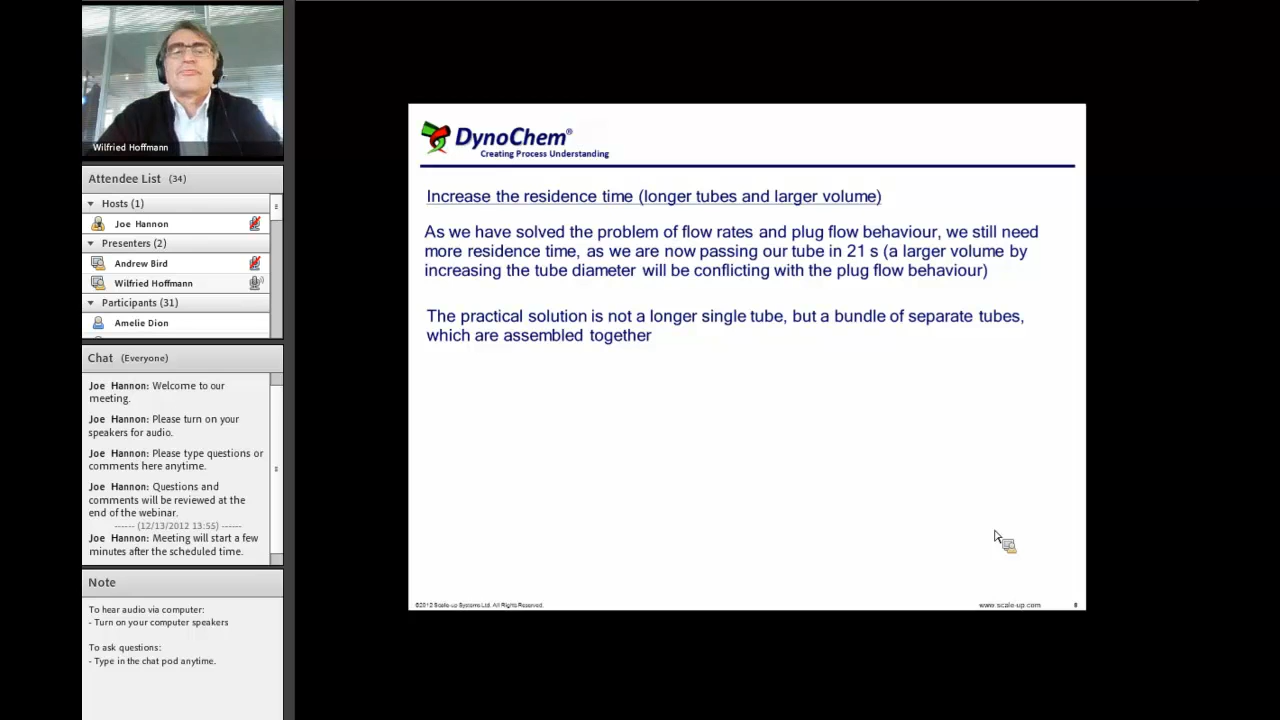 Wilfried Hoffmann
Attendee List (34)
Hosts (1)
Joe Hannon
Presenters (2)
Andrew Bird
Wilfried Hoffmann
Participants (31)
Amelie Dion
Chat (Everyone)
Joe Hannon: Welcome to our
meeting.
Joe Hannon: Please turn on your
speakers for audio.
Joe Hannon: Please type questions or
comments here anytime.
Joe Hannon: Questions and
comments will be reviewed at the
end of the webinar.
------ (12/13/2012 13:55) ------
Joe Hannon: Meeting will start a few
minutes after the scheduled time.
Note
To hear audio via computer:
- Turn on your computer speakers
To ask questions:
- Type in the chat pod anytime.
DynoChem®
Creating Process Understanding
Increase the residence time (longer tubes and larger volume)
As we have solved the problem of flow rates and plug flow behaviour, we still need
more residence time, as we are now passing our tube in 21 s (a larger volume by
increasing the tube diameter will be conflicting with the plug flow behaviour)
The practical solution is not a longer single tube, but a bundle of separate tubes,
which are assembled together
©2012 Scale-up Systems Ltd. All Rights Reserved.
www.scale-up.com